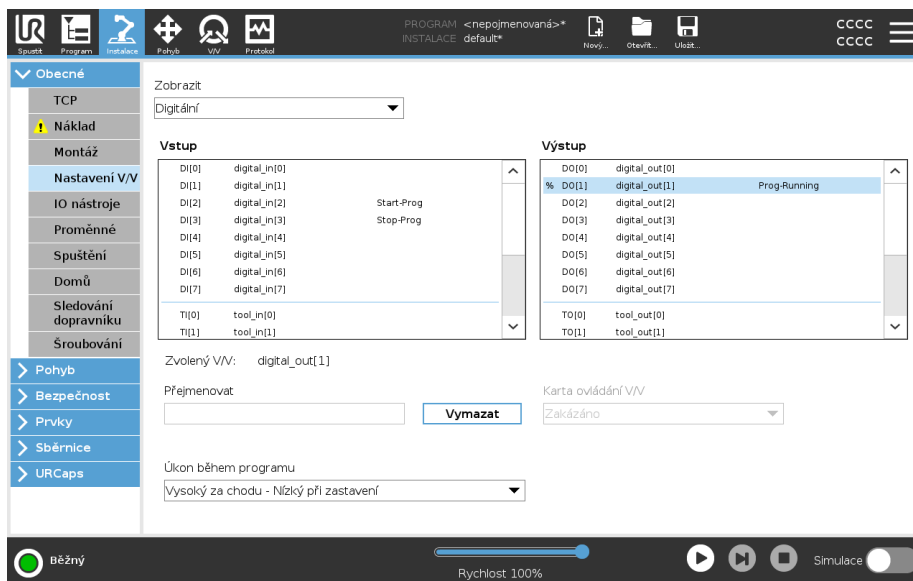 PROGRAM <nepojmenovaná>*
INSTALACE default*
CCCC
CCCC
Spustit Program Instalace Pohyb V/V Protokol Nový... Otevřít... Uložit...
Obecné
TCP
Náklad
Montáž
Nastavení V/V
IO nástroje
Proměnné
Spuštění
Domů
Sledování
dopravníku
Šroubování
Pohyb
Bezpečnost
Prvky
Sběrnice
URCaps
Zobrazit
Digitální
Vstup
DI[0] digital_in[0]
DI[1] digital_in[1]
DI[2] digital_in[2] Start-Prog
DI[3] digital_in[3] Stop-Prog
DI[4] digital_in[4]
DI[5] digital_in[5]
DI[6] digital_in[6]
DI[7] digital_in[7]
TI[0] tool_in[0]
TI[1] tool_in[1]
Výstup
DO[0] digital_out[0]
% DO[1] digital_out[1] Prog-Running
DO[2] digital_out[2]
DO[3] digital_out[3]
DO[4] digital_out[4]
DO[5] digital_out[5]
DO[6] digital_out[6]
DO[7] digital_out[7]
TO[0] tool_out[0]
TO[1] tool_out[1]
Zvolený V/V: digital_out[1]
Přejmenovat
Vymazat
Karta ovládání V/V
Zakázáno
Úkon během programu
Vysoký za chodu - Nízký při zastavení
Běžný
Rychlost 100%
Simulace